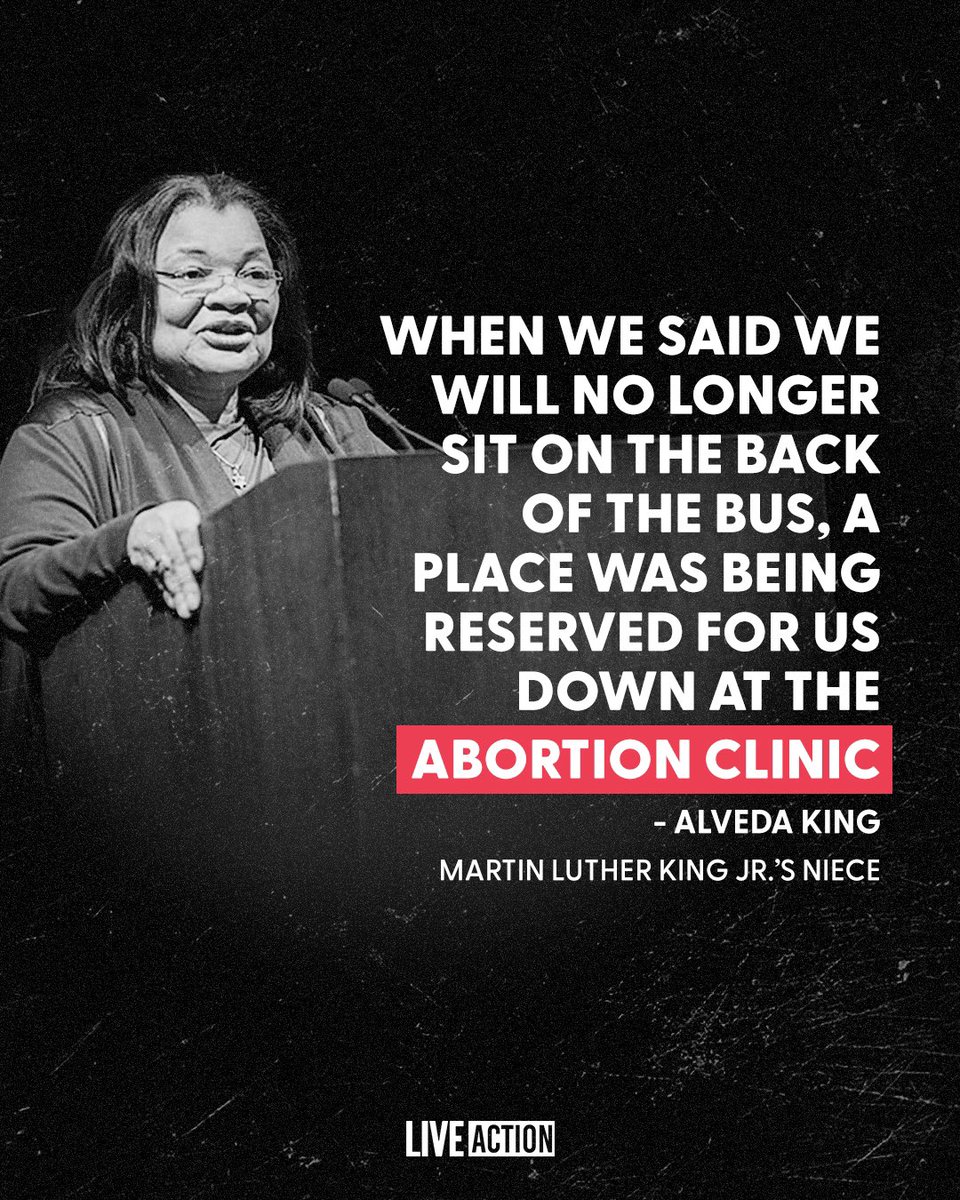 WHEN WE SAID WE
WILL NO LONGER
SIT ON THE BACK
OF THE BUS, A
PLACE WAS BEING
RESERVED FOR US
DOWN AT THE
ABORTION CLINIC
- ALVEDA KING
MARTIN LUTHER KING JR.'S NIECE
LIVE ACTION